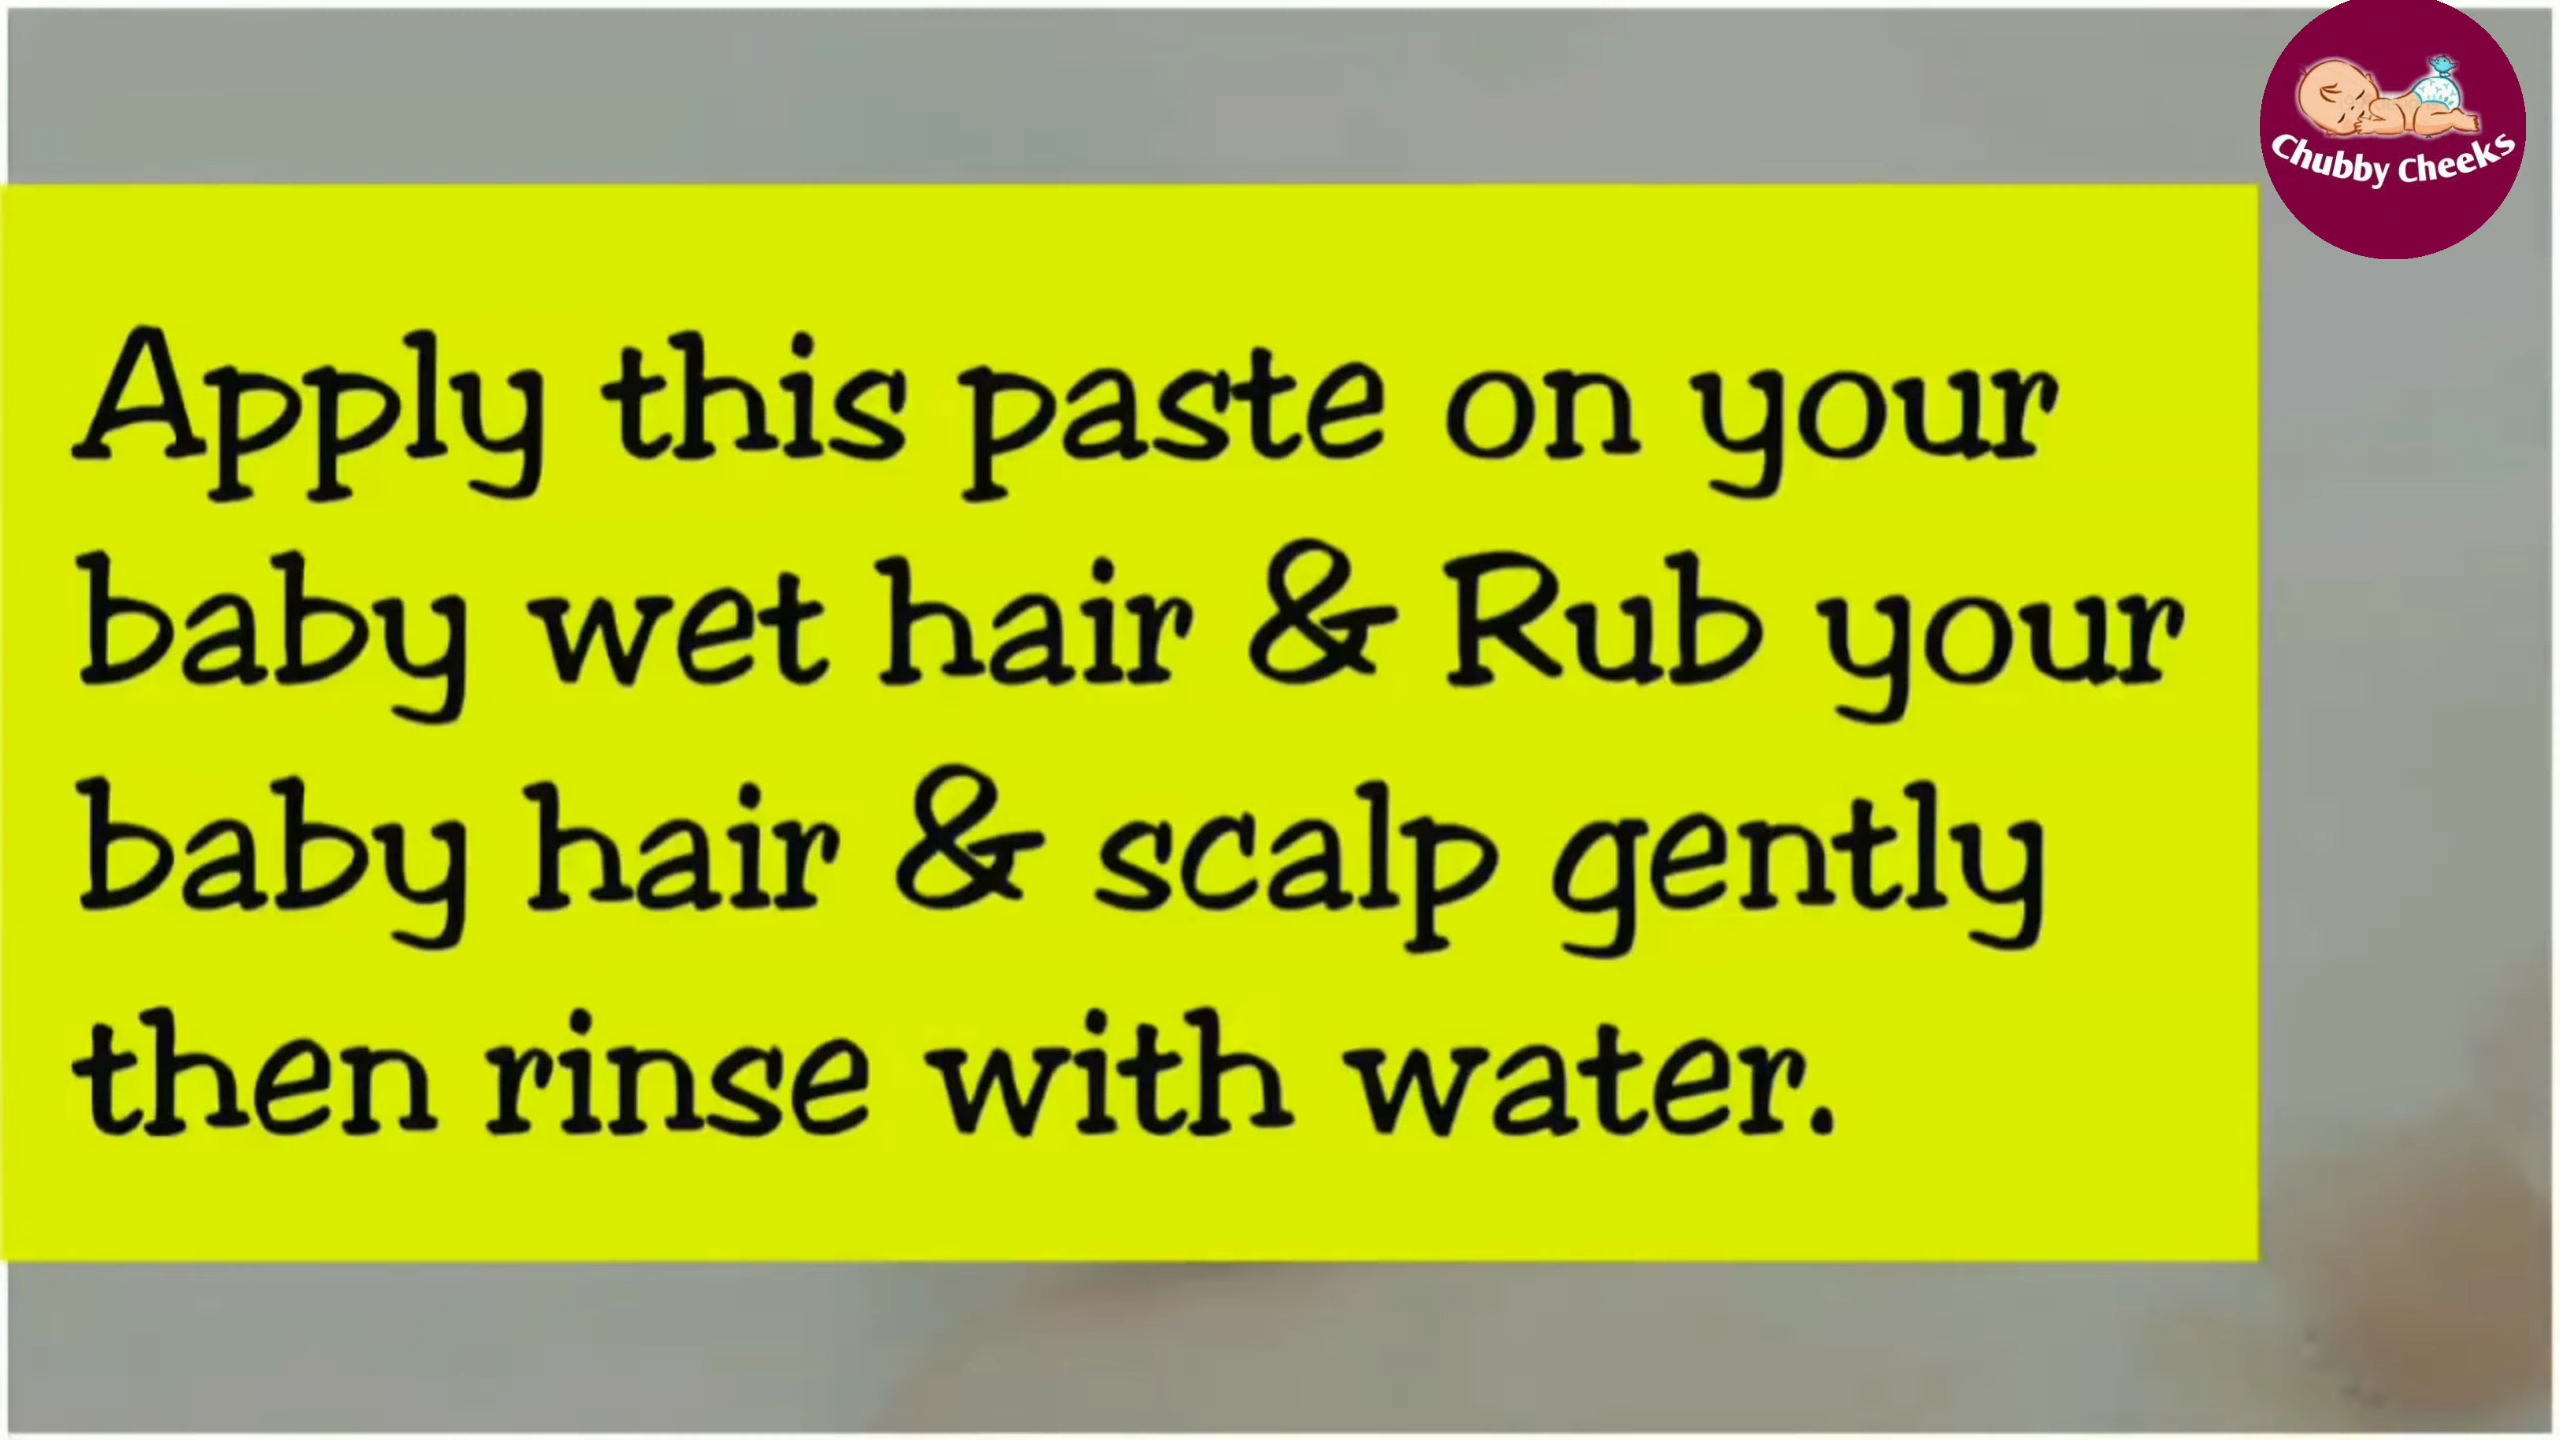 Chubby Cheeks
Apply this paste on your
baby wet hair & Rub your
baby hair & scalp gently
then rinse with water.